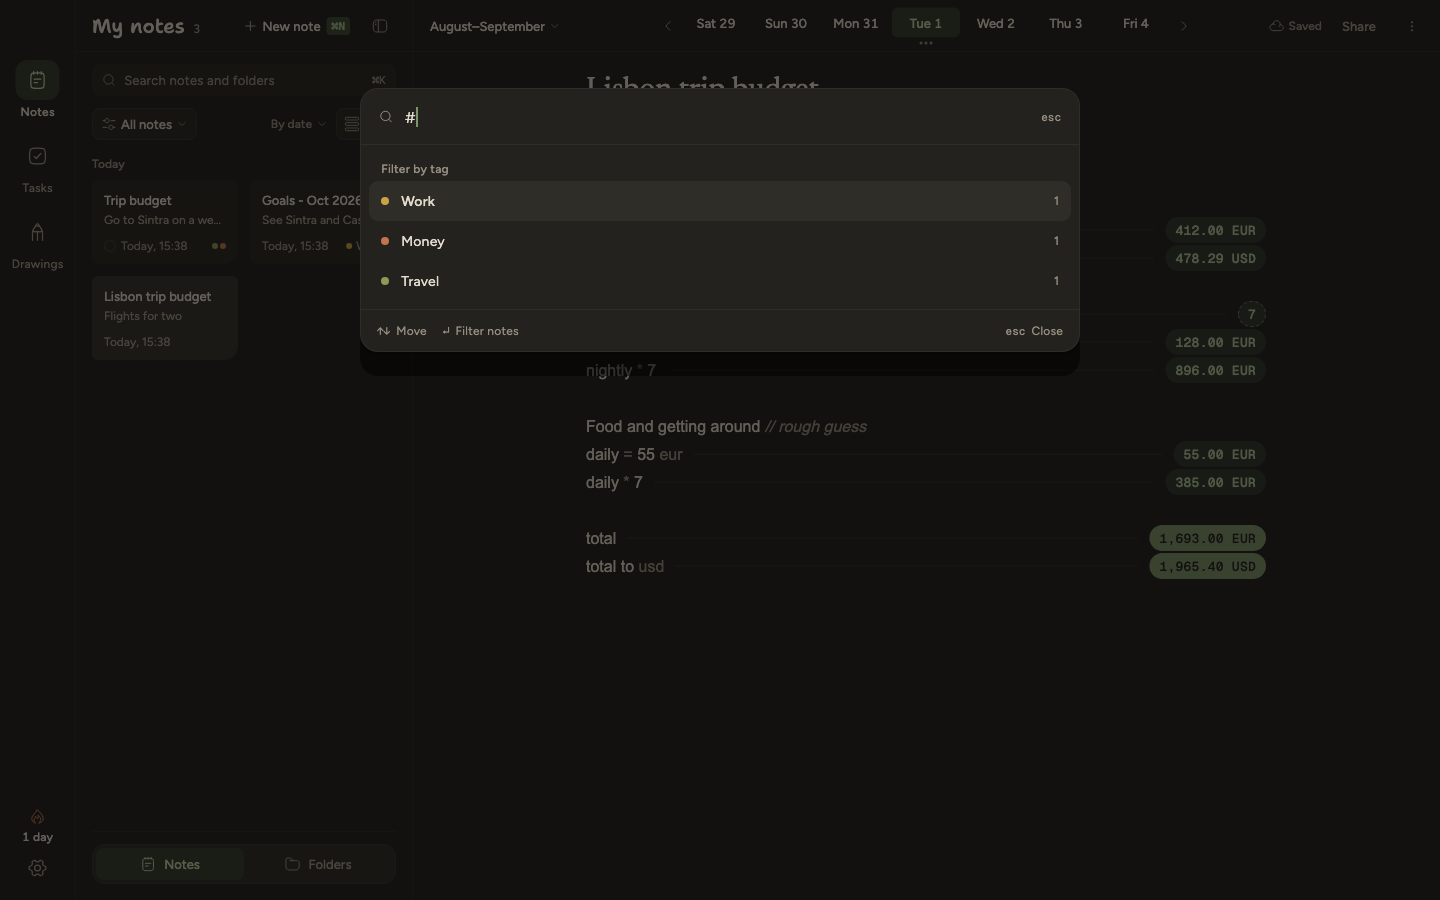 My notes 3
+ New note ⌘N
August–September
Sat 29
Sun 30
Mon 31
Tue 1
Wed 2
Thu 3
Fri 4
Saved
Share
Notes
Tasks
Drawings
Search notes and folders ⌘K
All notes
By date
Today
Trip budget
Go to Sintra on a we...
Today, 15:38
Goals - Oct 2026
See Sintra and Cas
Today, 15:38
Lisbon trip budget
Flights for two
Today, 15:38
Lisbon trip budget
#
esc
Filter by tag
Work 1
Money 1
Travel 1
Move
Filter notes
esc Close
412.00 EUR
478.29 USD
7
128.00 EUR
nightly * 7 896.00 EUR
Food and getting around // rough guess
daily = 55 eur 55.00 EUR
daily * 7 385.00 EUR
total 1,693.00 EUR
total to usd 1,965.40 USD
1 day
Notes
Folders